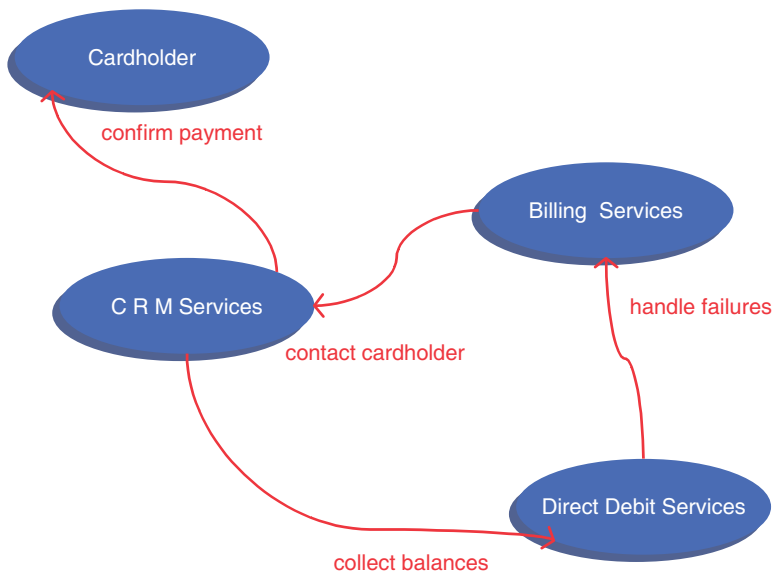 Cardholder
confirm payment
Billing Services
C R M Services
handle failures
contact cardholder
Direct Debit Services
collect balances